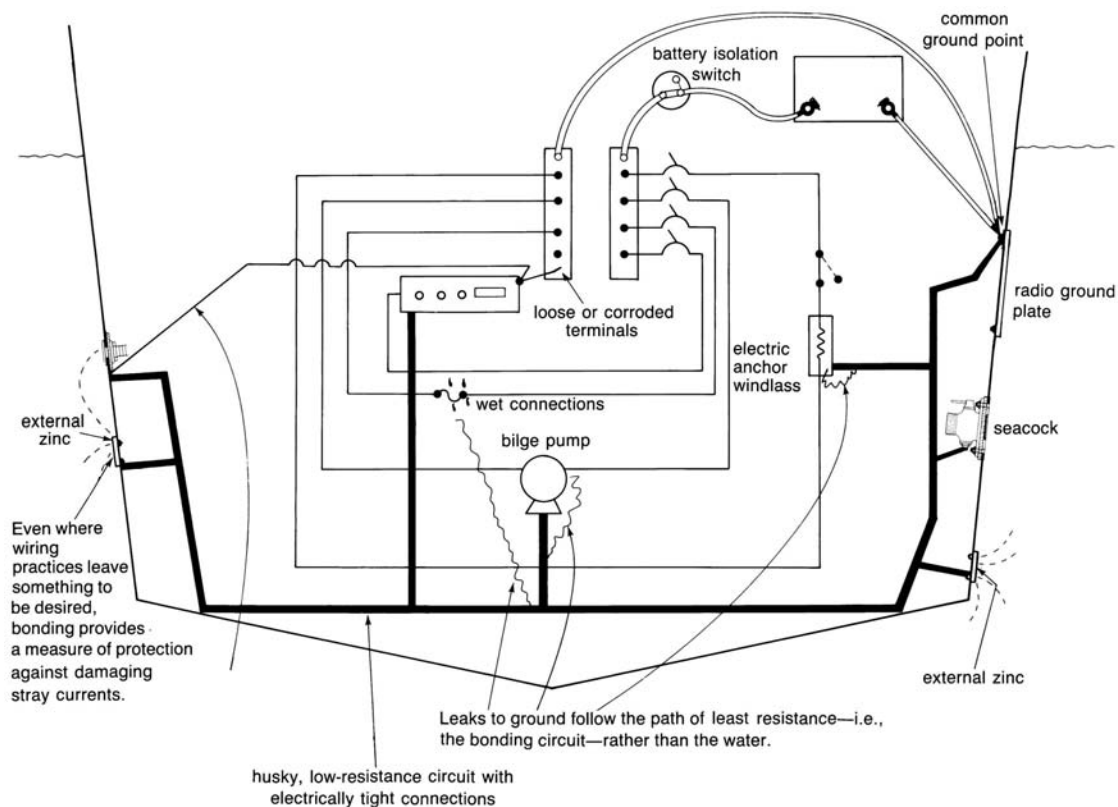 common
ground point
battery isolation
switch
radio ground
plate
loose or corroded
terminals
electric
anchor
windlass
wet connections
seacock
external
zinc
bilge pump
Even where
wiring
practices leave
something to
be desired,
bonding provides
a measure of protection
against damaging
stray currents.
external zinc
Leaks to ground follow the path of least resistance—i.e.,
the bonding circuit—rather than the water.
husky, low-resistance circuit with
electrically tight connections